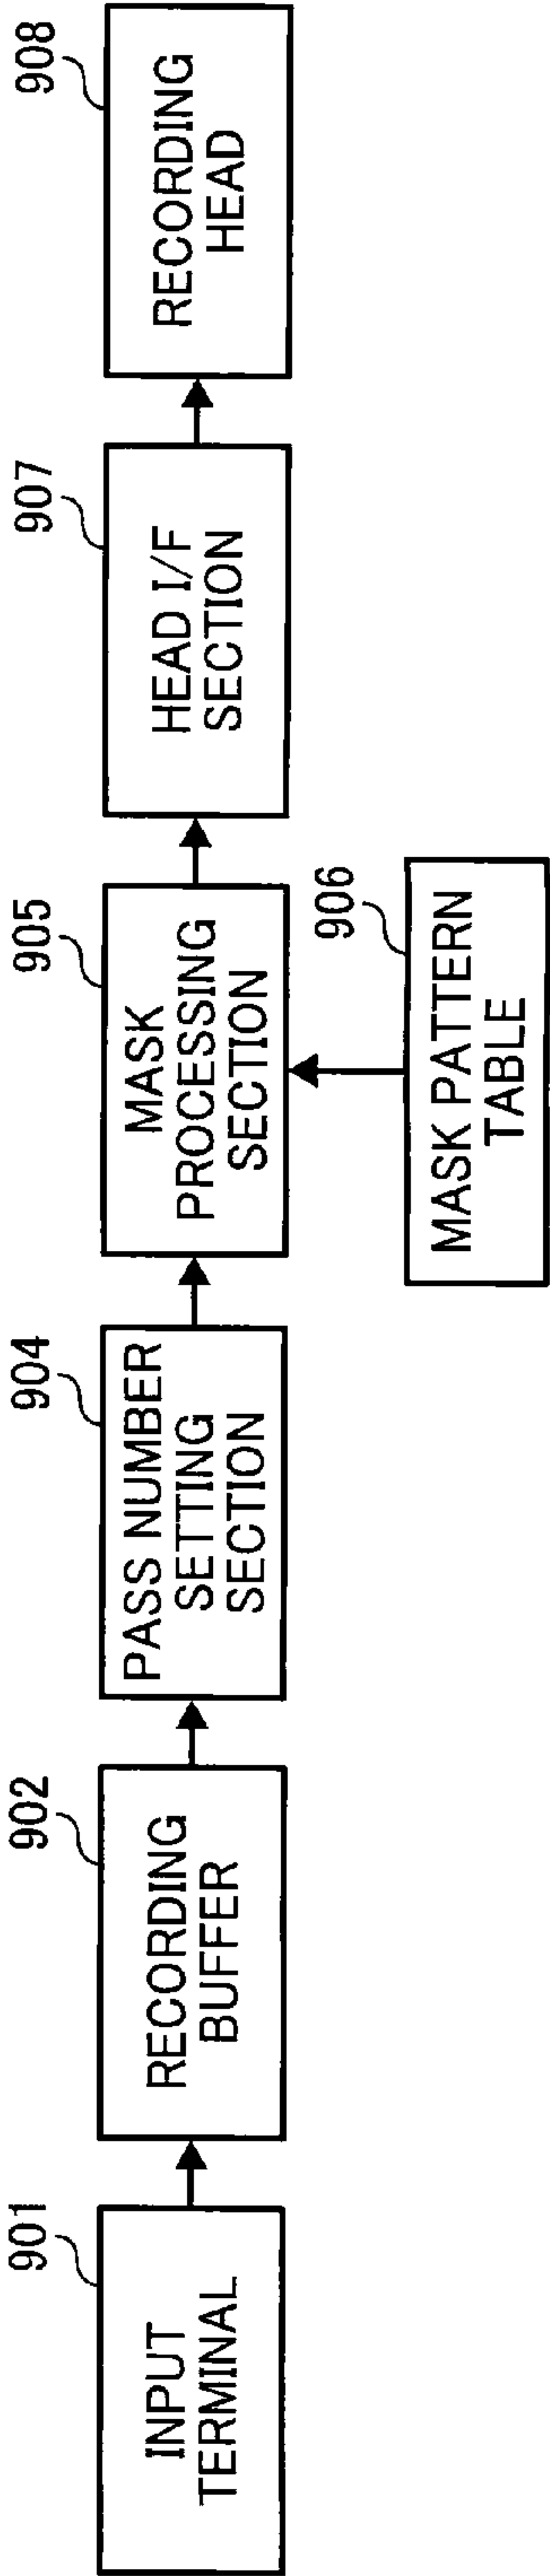 901
INPUT
TERMINAL
902
RECORDING
BUFFER
904
PASS NUMBER
SETTING
SECTION
905
MASK
PROCESSING
SECTION
906
MASK PATTERN
TABLE
907
HEAD I/F
SECTION
908
RECORDING
HEAD